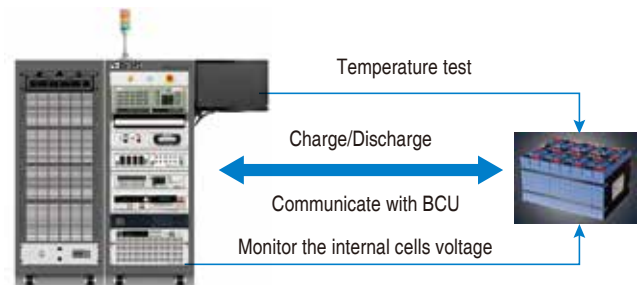 Temperature test
Charge/Discharge
Communicate with BCU
Monitor the internal cells voltage